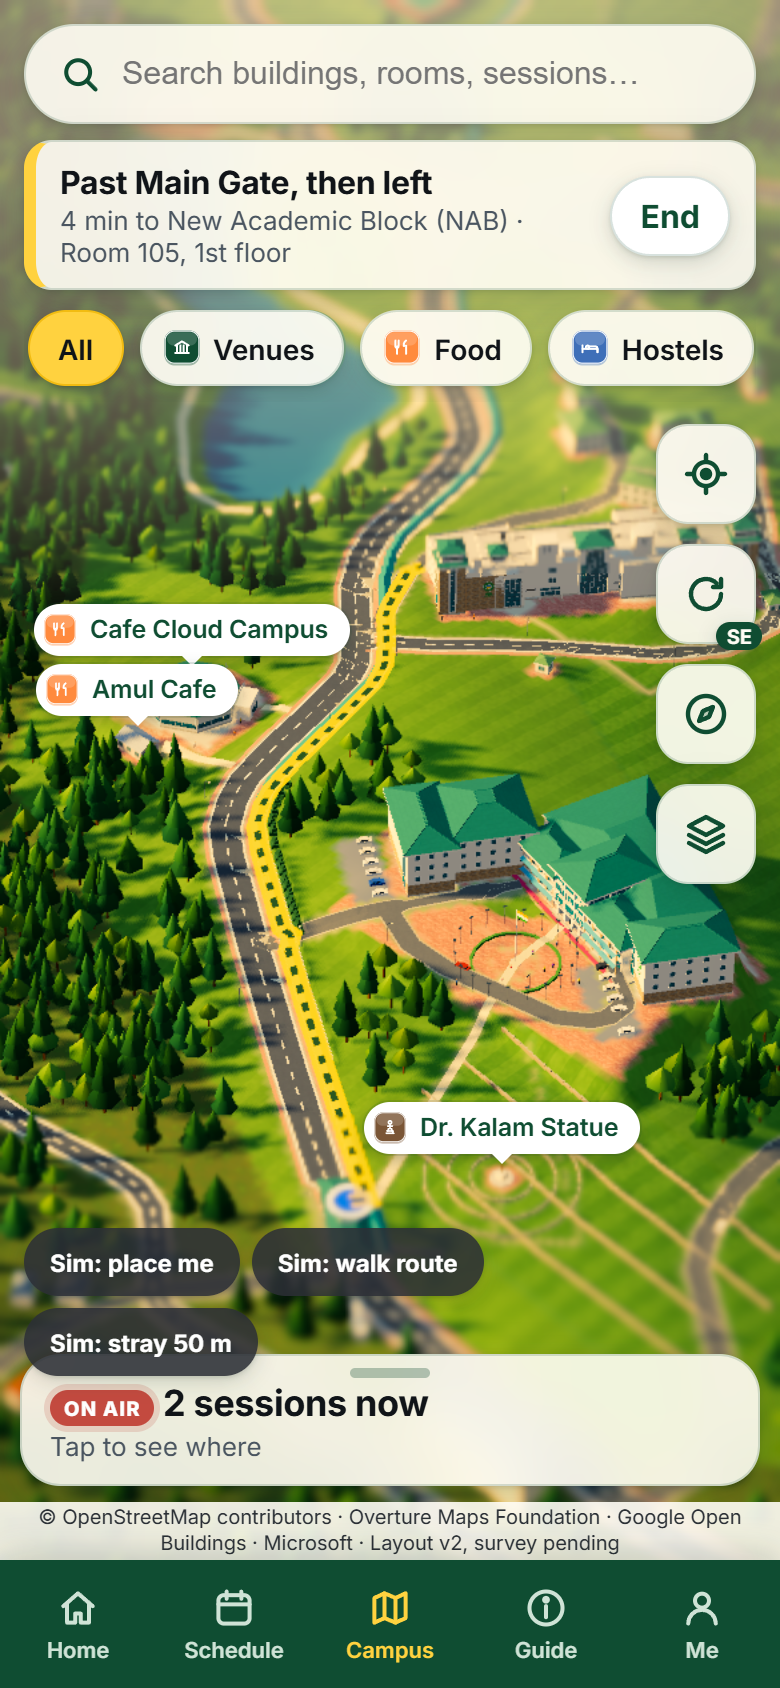 Search buildings, rooms, sessions...
Past Main Gate, then left
4 min to New Academic Block (NAB) ·
Room 105, 1st floor
End
All
Venues
Food
Hostels
SE
Cafe Cloud Campus
Amul Cafe
Dr. Kalam Statue
Sim: place me
Sim: walk route
Sim: stray 50 m
ON AIR 2 sessions now
Tap to see where
© OpenStreetMap contributors · Overture Maps Foundation · Google Open
Buildings · Microsoft · Layout v2, survey pending
Home
Schedule
Campus
Guide
Me